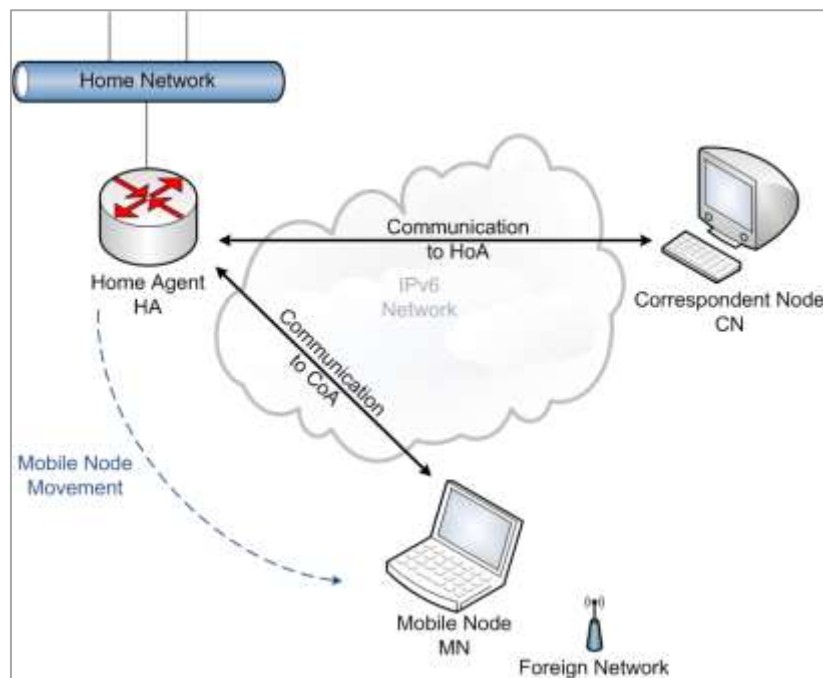 Home Network
Home Agent
HA
Communication
to HoA
IPv6
Network
Correspondent Node
CN
Communication
to CoA
Mobile Node
Movement
Mobile Node
MN
Foreign Network